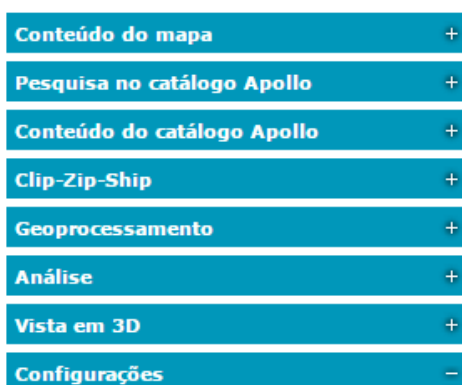 Conteúdo do mapa +
Pesquisa no catálogo Apollo +
Conteúdo do catálogo Apollo +
Clip-Zip-Ship +
Geoprocessamento +
Análise +
Vista em 3D +
Configurações −